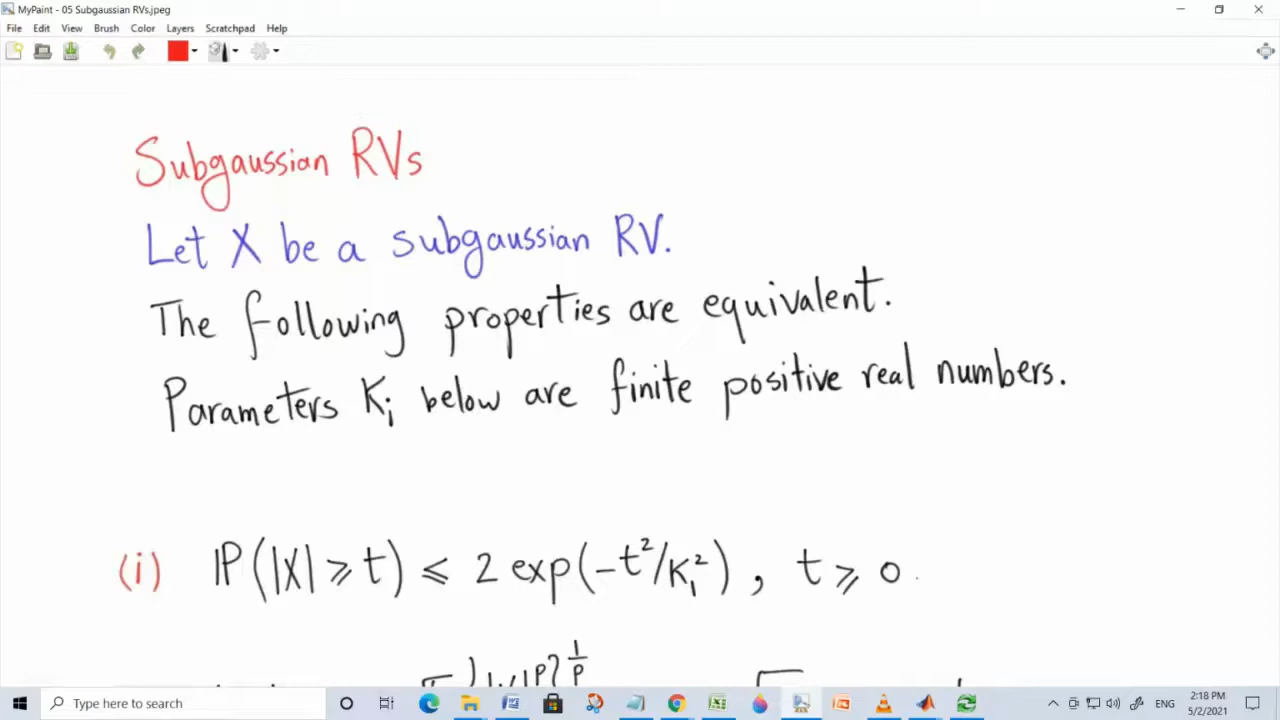 MyPaint - 05 Subgaussian RVs.jpeg
File Edit View Brush Color Layers Scratchpad Help
Subgaussian RVs
Let X be a subgaussian RV.
The following properties are equivalent.
Parameters Kᵢ below are finite positive real numbers.
(i) ℙ(|X| ⩾ t) ⩽ 2 exp(-t²/K₁²), t ⩾ 0.
Type here to search
ENG
2:18 PM
5/2/2021